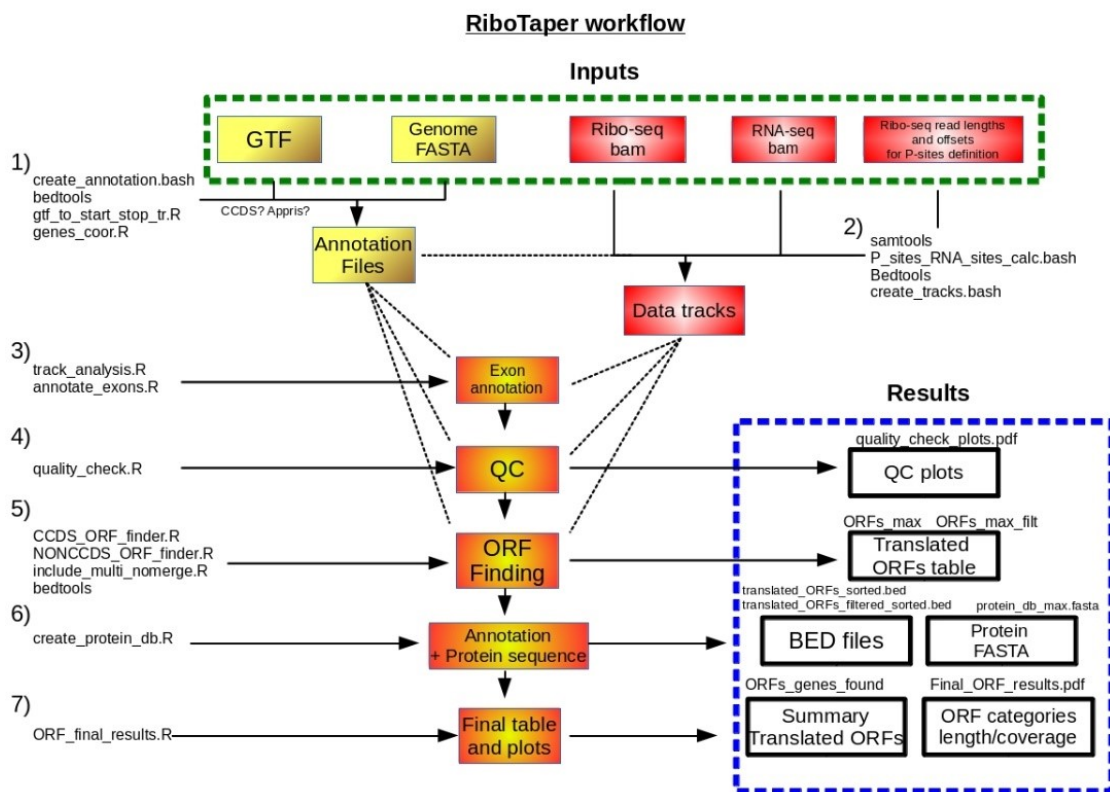 RiboTaper workflow
Inputs
GTF
Genome
FASTA
Ribo-seq
bam
RNA-seq
bam
Ribo-seq read lengths
and offsets
for P-sites definition
1)
create_annotation.bash
bedtools
gtf_to_start_stop_tr.R
genes_coor.R
CCDS? Appris?
Annotation
Files
2)
samtools
P_sites_RNA_sites_calc.bash
Bedtools
create_tracks.bash
Data tracks
3)
track_analysis.R
annotate_exons.R
Exon
annotation
Results
4)
quality_check.R
QC
quality_check_plots.pdf
QC plots
5)
CCDS_ORF_finder.R
NONCCDS_ORF_finder.R
include_multi_nomerge.R
bedtools
ORF
Finding
ORFs_max ORFs_max_filt
Translated
ORFs table
6)
create_protein_db.R
Annotation
+ Protein sequence
translated_ORFs_sorted.bed
translated_ORFs_filtered_sorted.bed
protein_db_max.fasta
BED files
Protein
FASTA
7)
ORF_final_results.R
Final table
and plots
ORFs_genes_found
Final_ORF_results.pdf
Summary
Translated ORFs
ORF categories
length/coverage